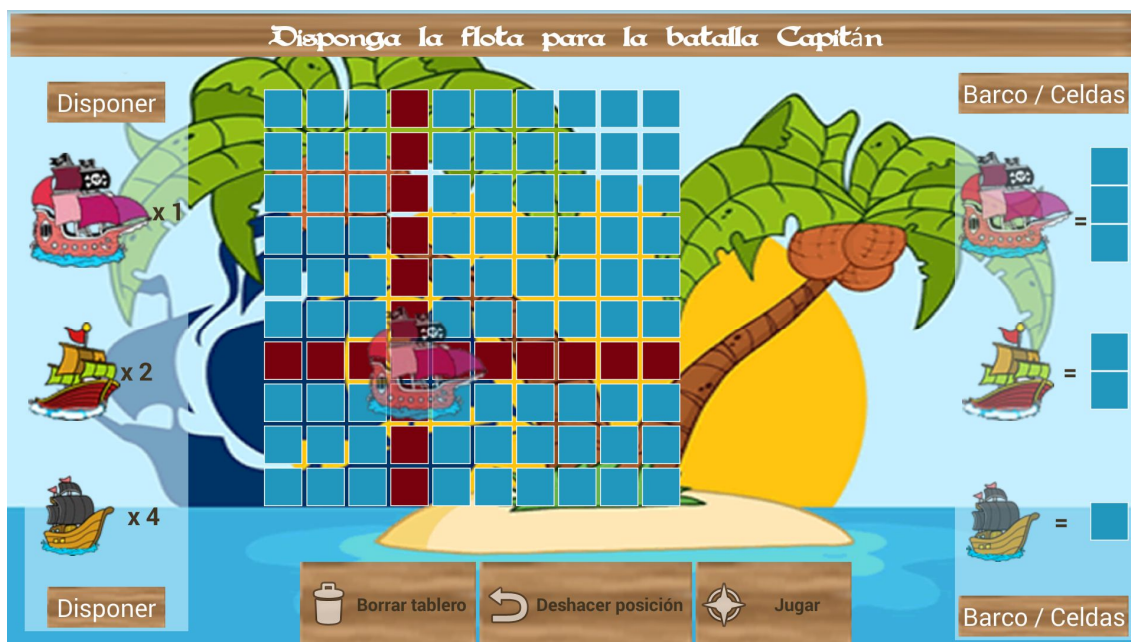 Disponga la flota para la batalla Capitán
Disponer
Barco / Celdas
x 1
=
x 2
=
x 4
=
Disponer
Barco / Celdas
Borrar tablero
Deshacer posición
Jugar